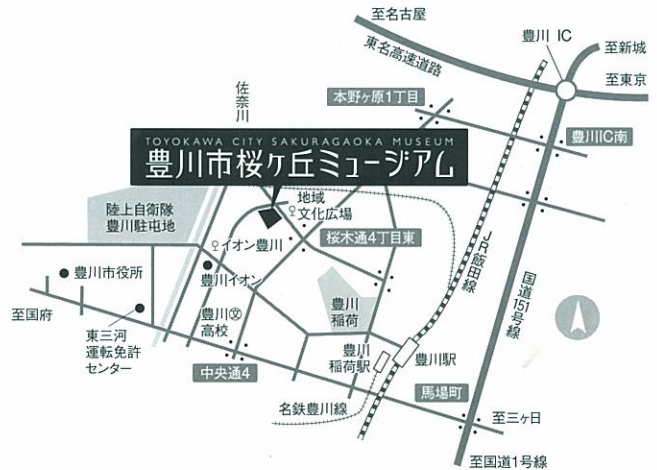 至名古屋
豊川 IC
東名高速道路
至新城
至東京
佐奈川
本野ヶ原1丁目
豊川IC南
TOYOKAWA CITY SAKURAGAOKA MUSEUM
豊川市桜ヶ丘ミュージアム
陸上自衛隊
豊川駐屯地
地域
文化広場
イオン豊川
桜木通4丁目東
JR飯田線
国道151号線
豊川市役所
豊川イオン
至国府
豊川
高校
文
豊川
稲荷
東三河
運転免許
センター
中央通4
豊川
稲荷駅
豊川駅
馬場町
名鉄豊川線
至三ヶ日
至国道1号線